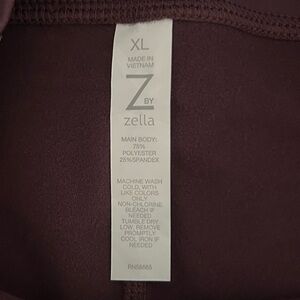 XL
MADE IN
VIETNAM
Z BY
zella
MAIN BODY:
75%
POLYESTER
25%SPANDEX
MACHINE WASH
COLD, WITH
LIKE COLORS
ONLY
NON-CHLORINE
BLEACH IF
NEEDED
TUMBLE DRY
LOW, REMOVE
PROMPTLY
COOL IRON IF
NEEDED